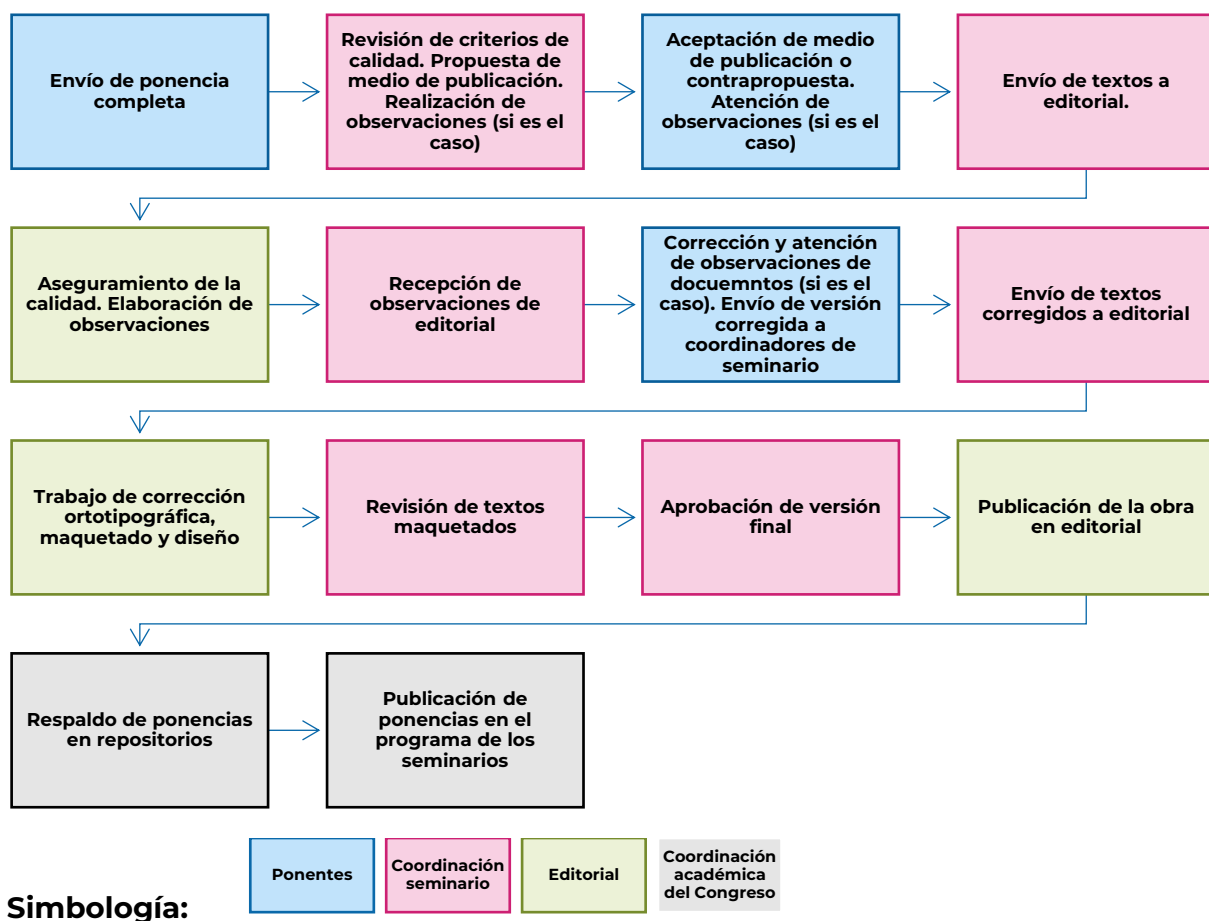 Envío de ponencia
completa
Revisión de criterios de
calidad. Propuesta de
medio de publicación.
Realización de
observaciones (si es el
caso)
Aceptación de medio
de publicación o
contrapropuesta.
Atención de
observaciones (si es el
caso)
Envío de textos a
editorial.
Aseguramiento de la
calidad. Elaboración de
observaciones
Recepción de
observaciones de
editorial
Corrección y atención
de observaciones de
docuemntos (si es el
caso). Envío de versión
corregida a
coordinadores de
seminario
Envío de textos
corregidos a editorial
Trabajo de corrección
ortotipográfica,
maquetado y diseño
Revisión de textos
maquetados
Aprobación de versión
final
Publicación de la obra
en editorial
Respaldo de ponencias
en repositorios
Publicación de
ponencias en el
programa de los
seminarios
Simbología:
Ponentes
Coordinación
seminario
Editorial
Coordinación
académica
del Congreso